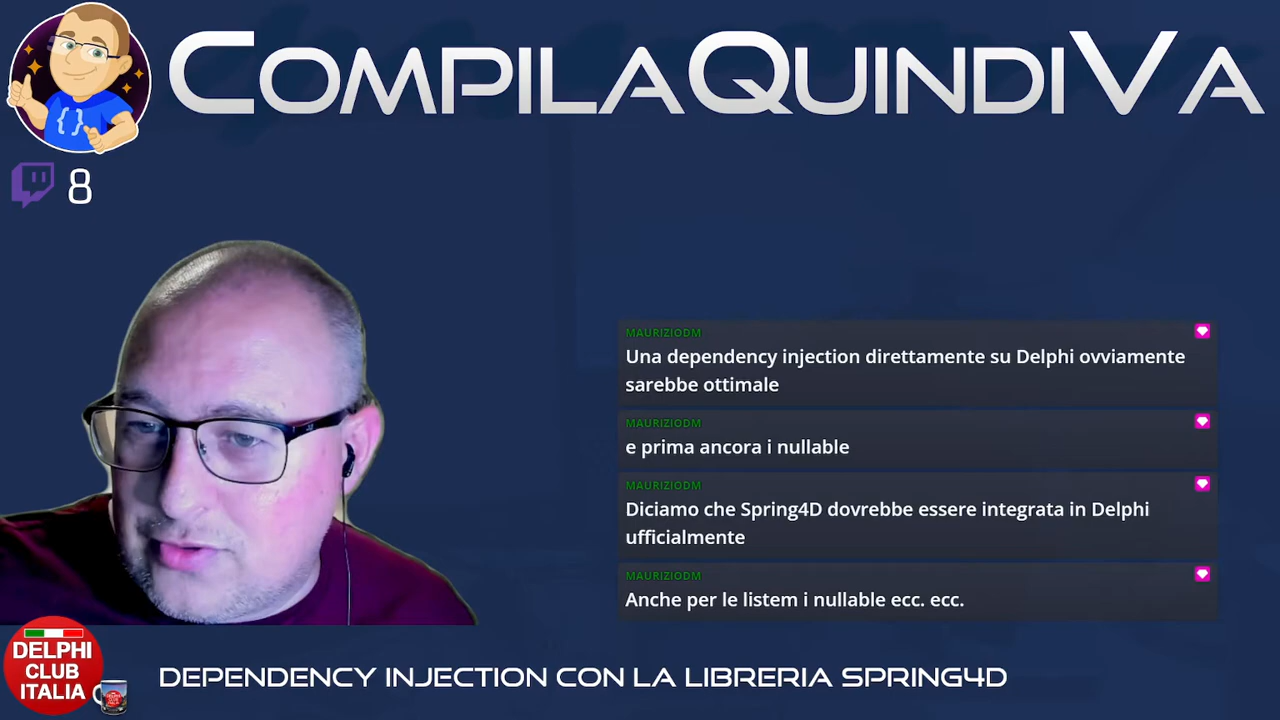 COMPILAQUINDIVA
8
MAURIZIODM
Una dependency injection direttamente su Delphi ovviamente
sarebbe ottimale
MAURIZIODM
e prima ancora i nullable
MAURIZIODM
Diciamo che Spring4D dovrebbe essere integrata in Delphi
ufficialmente
MAURIZIODM
Anche per le listem i nullable ecc. ecc.
DELPHI
CLUB
ITALIA
DEPENDENCY INJECTION CON LA LIBRERIA SPRING4D